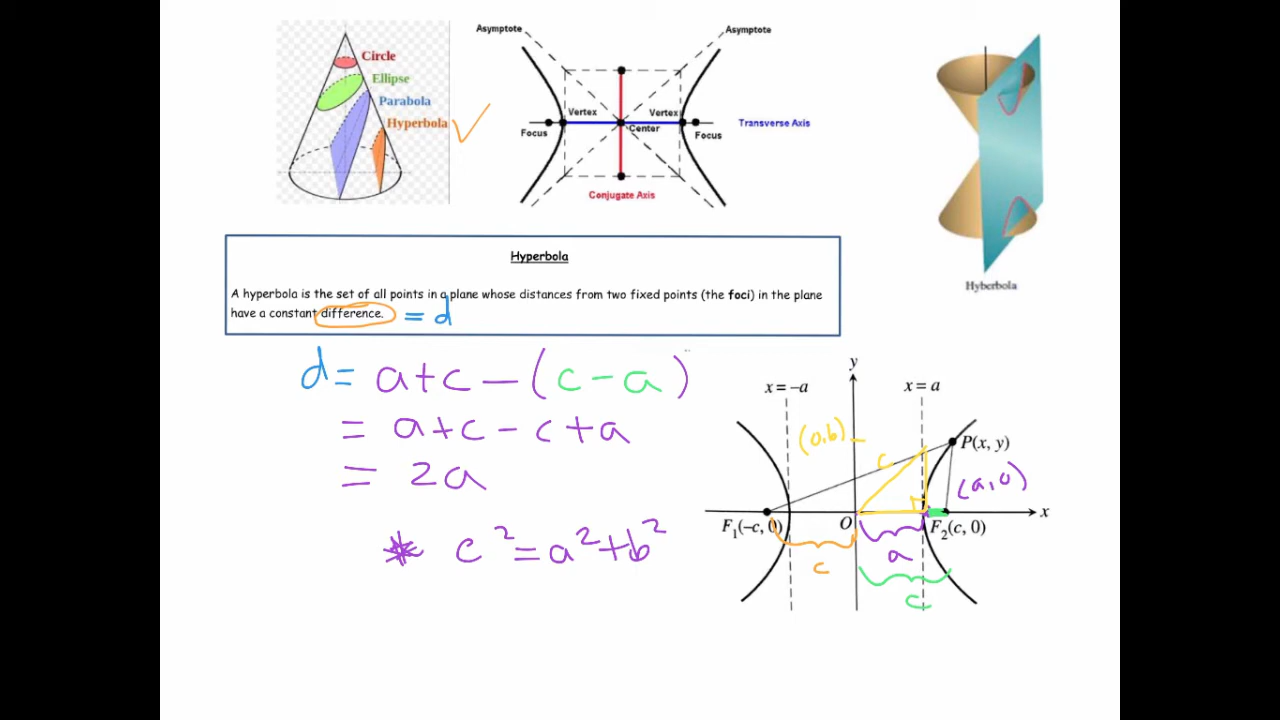 Circle
Ellipse
Parabola
Hyperbola
Asymptote
Asymptote
Vertex
Vertex
Focus
Center
Focus
Transverse Axis
Conjugate Axis
Hyberbola
Hyperbola
A hyperbola is the set of all points in a plane whose distances from two fixed points (the foci) in the plane
have a constant difference. = d
d = a + c - (c - a)
= a + c - c + a
= 2a
* c² = a² + b²
y
x = -a
x = a
(0,b)
c
P(x, y)
(a, 0)
O
x
F₁(-c, 0)
F₂(c, 0)
a
c
c